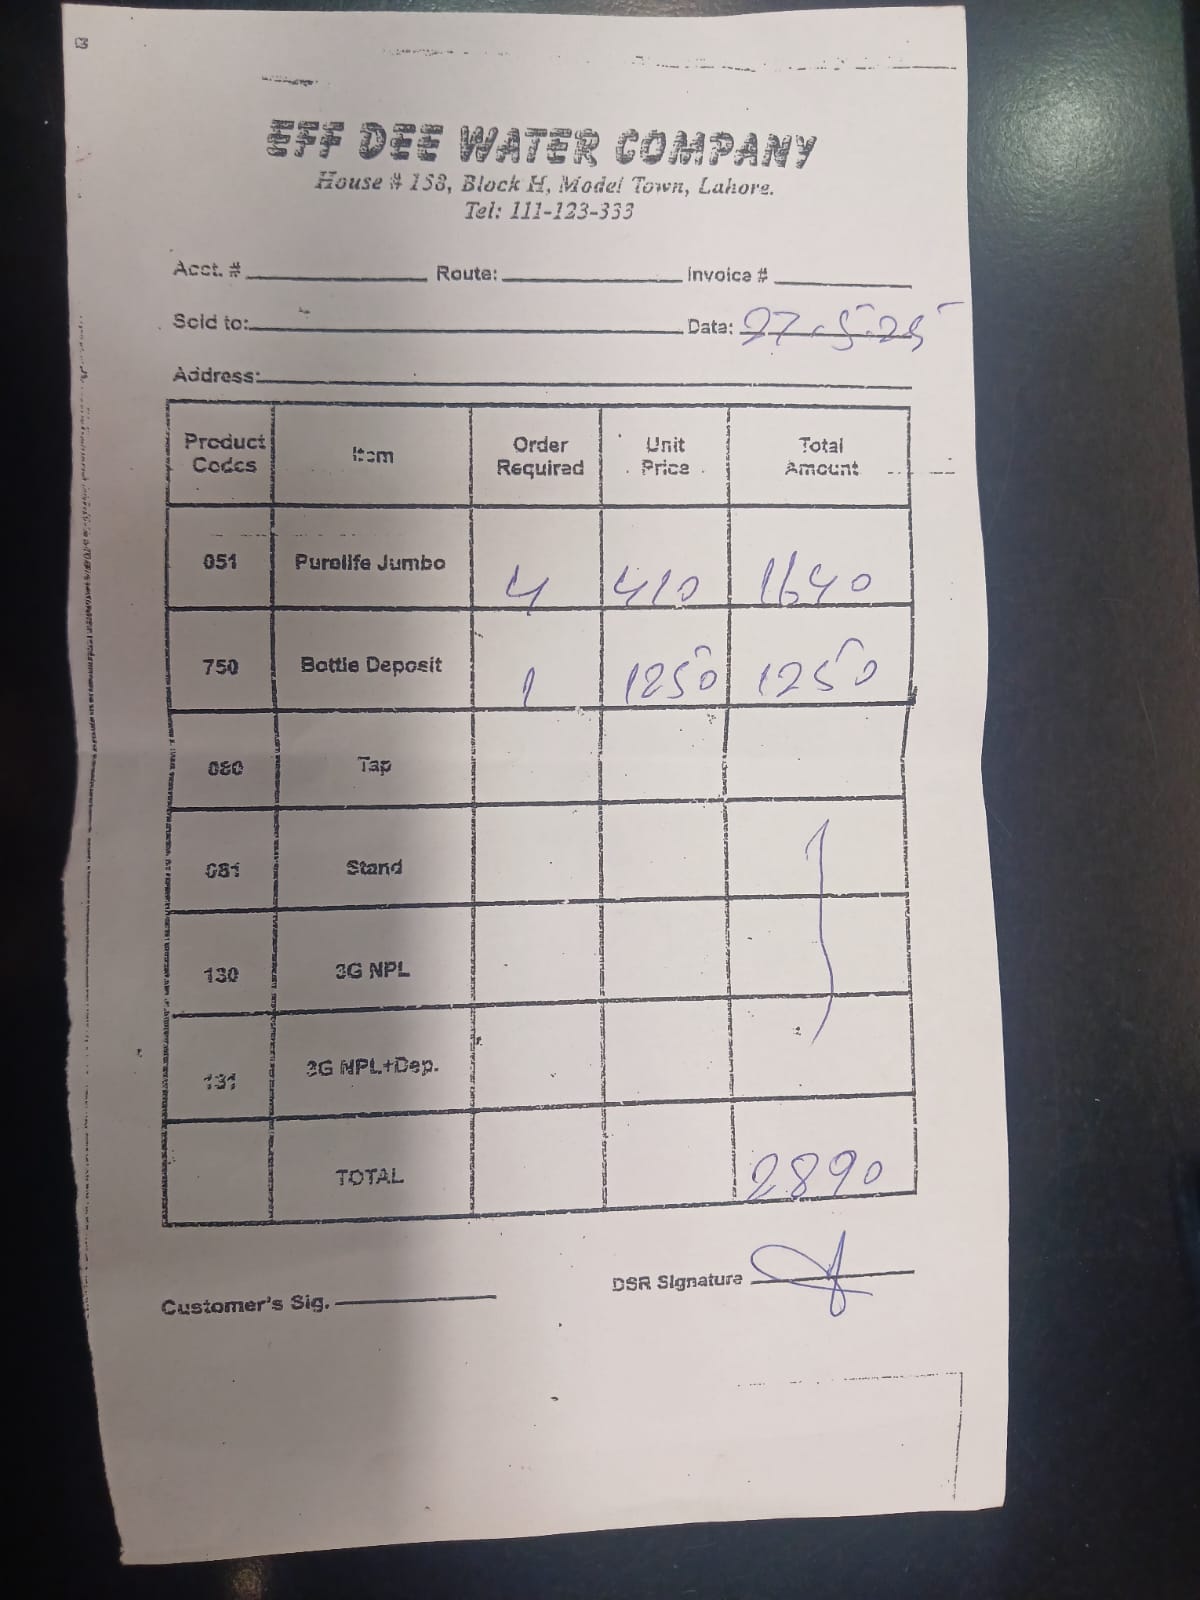 EFF DEE WATER COMPANY
House # 158, Block H, Model Town, Lahore.
Tel: 111-123-333
Acct. # Route: Invoice #
Sold to: Data: 27-5-25
Address:
Product Codes Item Order Required Unit Price Total Amount
051 Purelife Jumbo 4 410 1640
750 Bottle Deposit 1 1250 1250
080 Tap
081 Stand
130 3G NPL
131 3G NPL+Dep.
TOTAL 2890
DSR Signature
Customer's Sig.